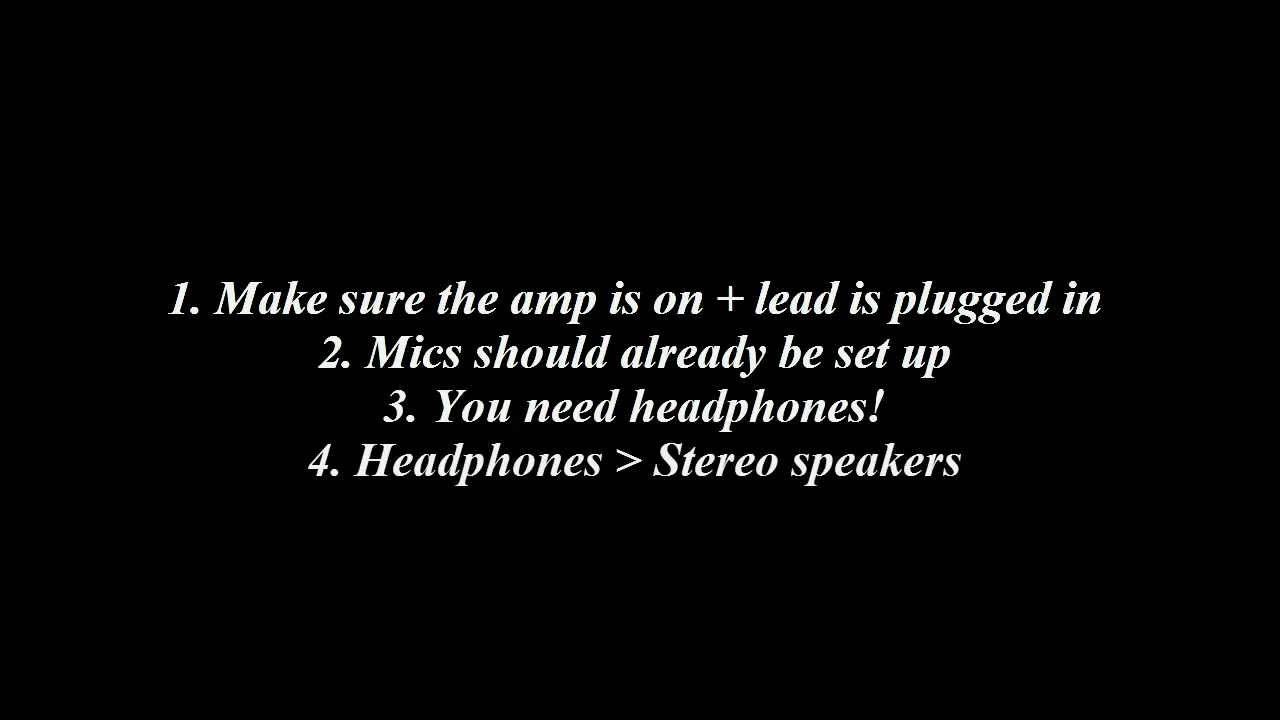 1. Make sure the amp is on + lead is plugged in
2. Mics should already be set up
3. You need headphones!
4. Headphones > Stereo speakers